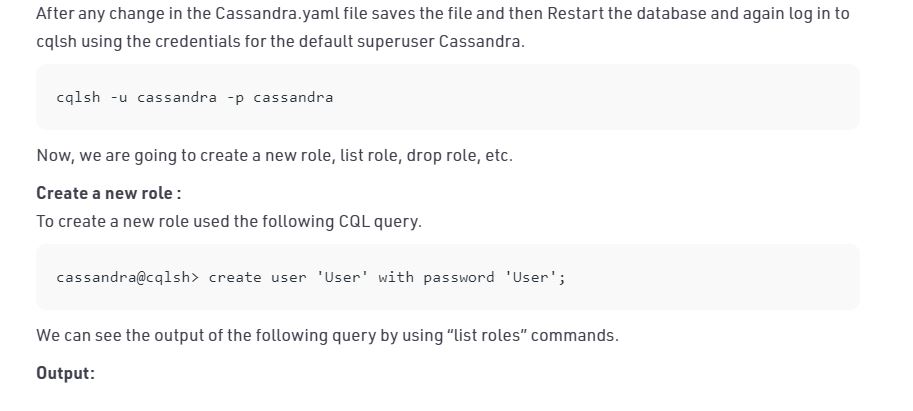 After any change in the Cassandra.yaml file saves the file and then Restart the database and again log in to
cqlsh using the credentials for the default superuser Cassandra.
cqlsh -u cassandra -p cassandra
Now, we are going to create a new role, list role, drop role, etc.
Create a new role :
To create a new role used the following CQL query.
cassandra@cqlsh> create user 'User' with password 'User';
We can see the output of the following query by using “list roles” commands.
Output: